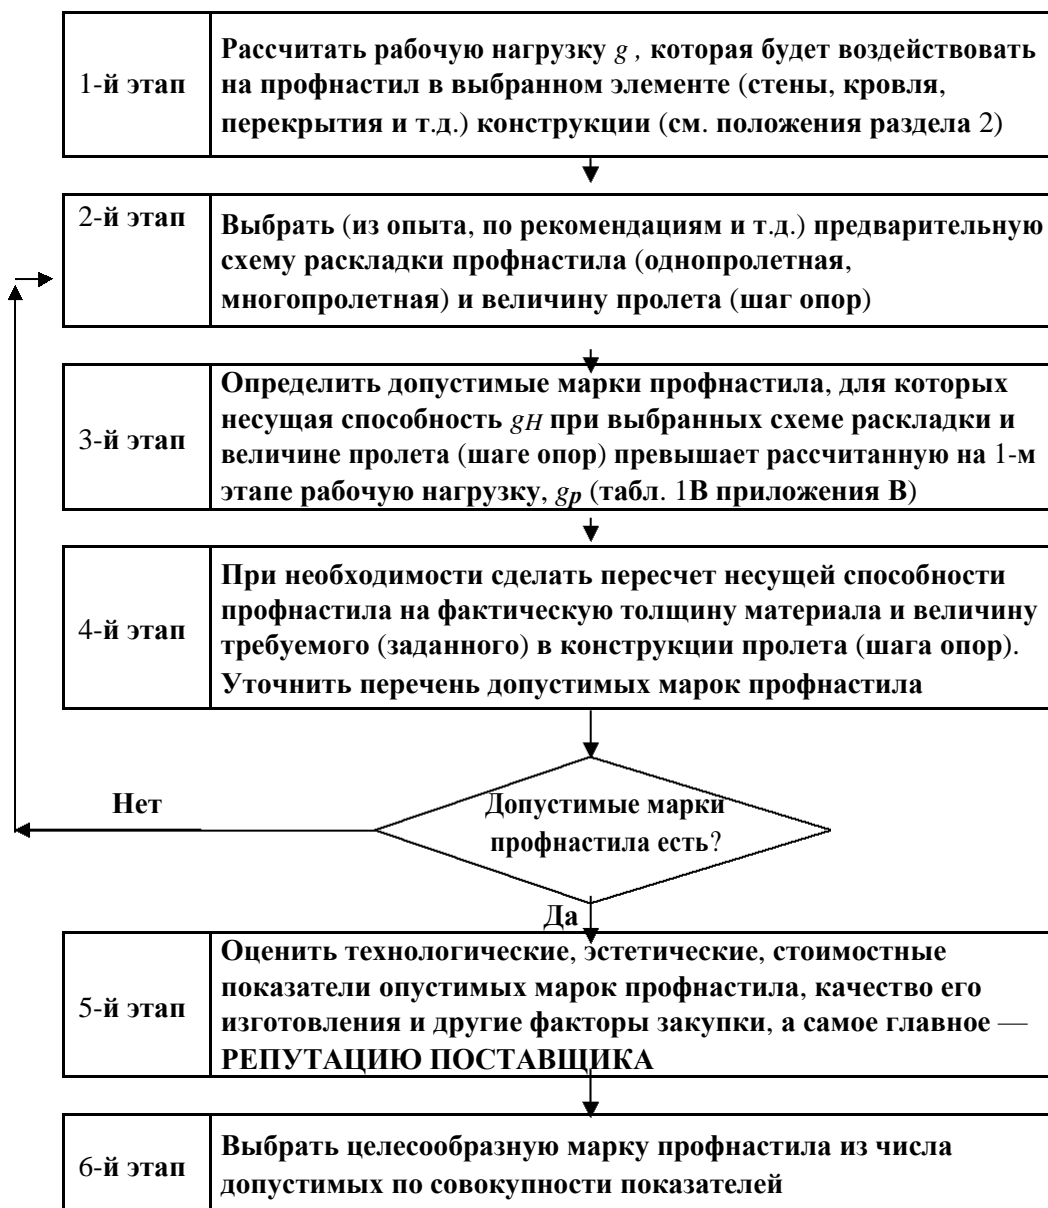 1-й этап
Рассчитать рабочую нагрузку g , которая будет воздействовать
на профнастил в выбранном элементе (стены, кровля,
перекрытия и т.д.) конструкции (см. положения раздела 2)
2-й этап
Выбрать (из опыта, по рекомендациям и т.д.) предварительную
схему раскладки профнастила (однопролетная,
многопролетная) и величину пролета (шаг опор)
3-й этап
Определить допустимые марки профнастила, для которых
несущая способность gH при выбранных схеме раскладки и
величине пролета (шаге опор) превышает рассчитанную на 1-м
этапе рабочую нагрузку, gp (табл. 1В приложения В)
4-й этап
При необходимости сделать пересчет несущей способности
профнастила на фактическую толщину материала и величину
требуемого (заданного) в конструкции пролета (шага опор).
Уточнить перечень допустимых марок профнастила
Нет
Допустимые марки
профнастила есть?
Да
5-й этап
Оценить технологические, эстетические, стоимостные
показатели опустимых марок профнастила, качество его
изготовления и другие факторы закупки, а самое главное —
РЕПУТАЦИЮ ПОСТАВЩИКА
6-й этап
Выбрать целесообразную марку профнастила из числа
допустимых по совокупности показателей